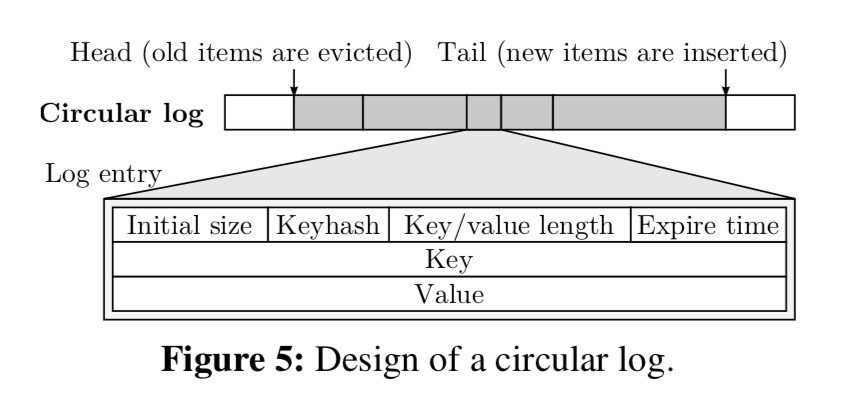 Head (old items are evicted) Tail (new items are inserted)
Circular log
Log entry
Initial size Keyhash Key/value length Expire time
Key
Value
Figure 5: Design of a circular log.